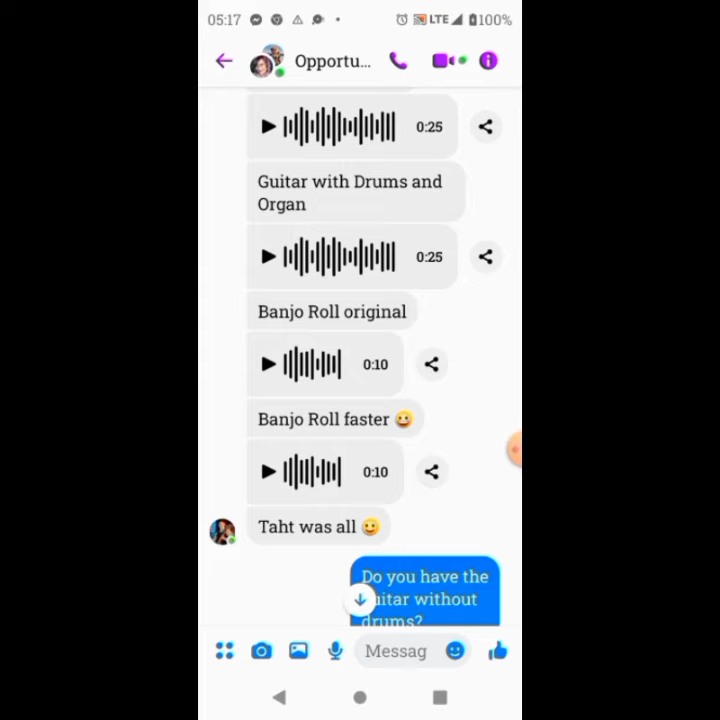 05:17
LTE
100%
Opportu...
0:25
Guitar with Drums and
Organ
0:25
Banjo Roll original
0:10
Banjo Roll faster 😀
0:10
Taht was all 😀
Do you have the
guitar without
drums?
Messag